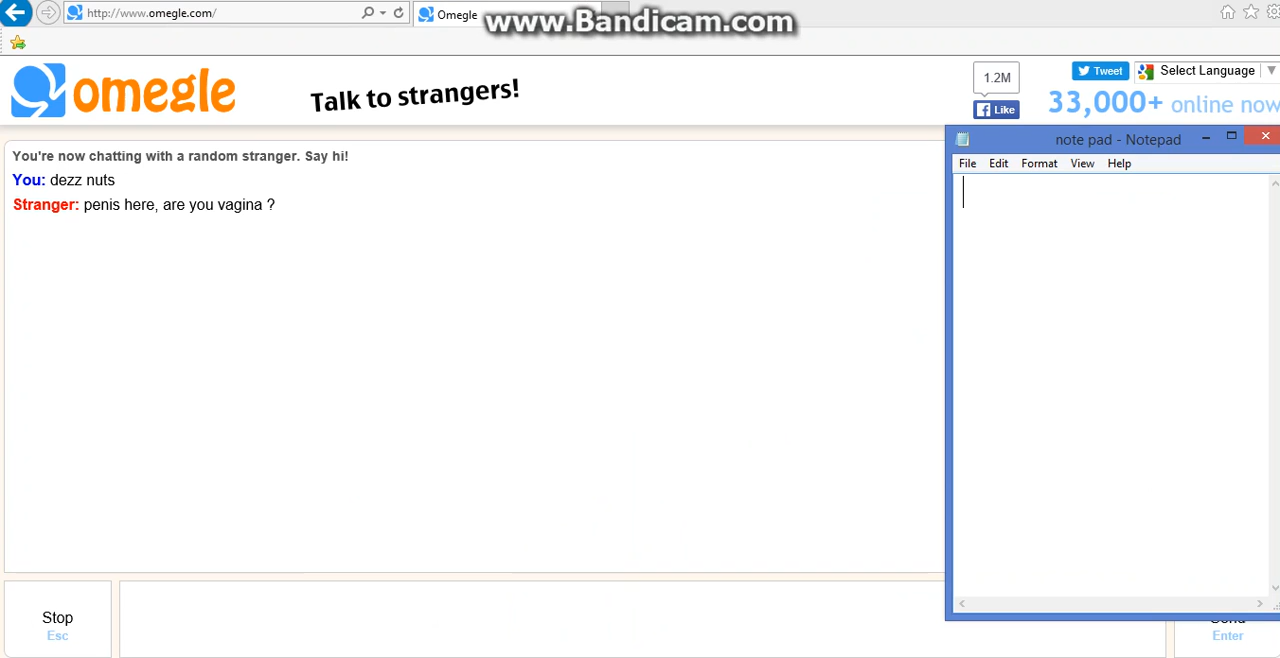 http://www.omegle.com/
Omegle
www.Bandicam.com
omegle
Talk to strangers!
1.2M
Like
Tweet
Select Language
33,000+ online now
You're now chatting with a random stranger. Say hi!
You: dezz nuts
Stranger: penis here, are you vagina ?
note pad - Notepad
File Edit Format View Help
Stop
Esc
Send
Enter